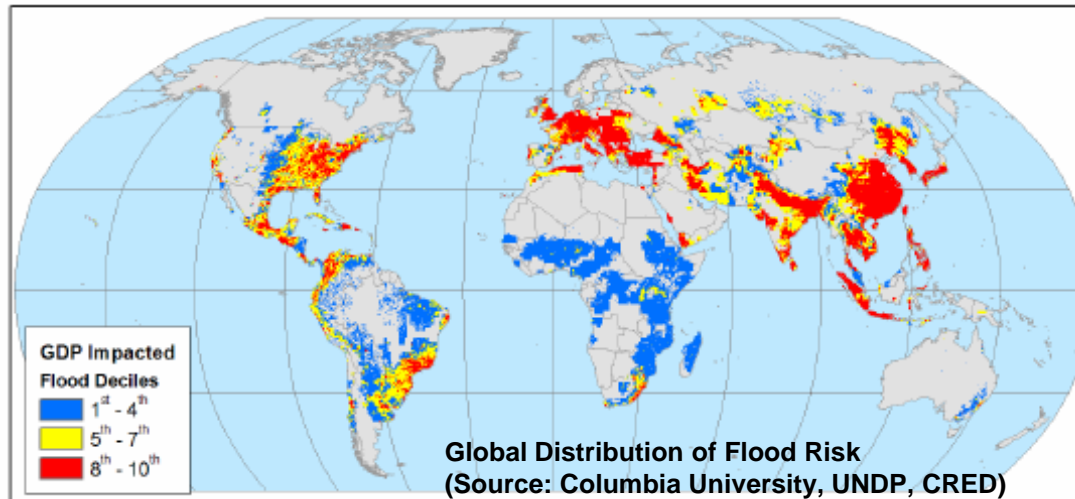 GDP Impacted
Flood Deciles
1st - 4th
5th - 7th
8th - 10th
Global Distribution of Flood Risk
(Source: Columbia University, UNDP, CRED)